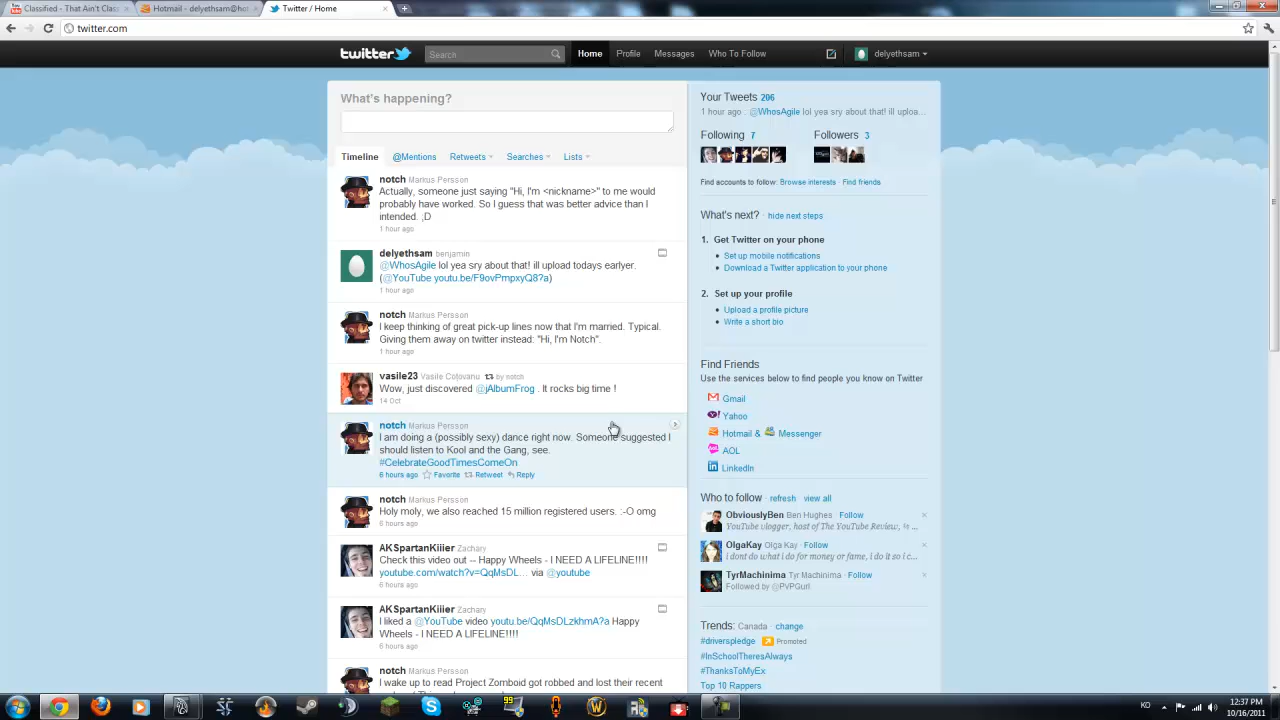 Classified - That Ain't Clas
Hotmail - delyethsam@hot
Twitter / Home
twitter.com
twitter
Search
Home Profile Messages Who To Follow
delyethsam
What's happening?
Timeline @Mentions Retweets Searches Lists
notch Markus Persson
Actually, someone just saying "Hi, I'm <nickname>" to me would
probably have worked. So I guess that was better advice than I
intended. ;D
1 hour ago
delyethsam benjamin
@WhosAgile lol yea sry about that! ill upload todays earlyer.
(@YouTube youtu.be/F9ovPmpxyQ8?a)
1 hour ago
notch Markus Persson
I keep thinking of great pick-up lines now that I'm married. Typical.
Giving them away on twitter instead: "Hi, I'm Notch".
1 hour ago
vasile23 Vasile Coțovanu by notch
Wow, just discovered @jAlbumFrog . It rocks big time !
14 Oct
notch Markus Persson
I am doing a (possibly sexy) dance right now. Someone suggested I
should listen to Kool and the Gang, see.
#CelebrateGoodTimesComeOn
6 hours ago Favorite Retweet Reply
notch Markus Persson
Holy moly, we also reached 15 million registered users. :-O omg
6 hours ago
AKSpartanKiiier Zachary
Check this video out -- Happy Wheels - I NEED A LIFELINE!!!!
youtube.com/watch?v=QqMsDL... via @youtube
6 hours ago
AKSpartanKiiier Zachary
I liked a @YouTube video youtu.be/QqMsDLzkhmA?a Happy
Wheels - I NEED A LIFELINE!!!!
6 hours ago
notch Markus Persson
I wake up to read Project Zomboid got robbed and lost their recent
Your Tweets 206
1 hour ago · @WhosAgile lol yea sry about that! ill uploa...
Following 7
Followers 3
Find accounts to follow: Browse interests · Find friends
What's next? · hide next steps
1. Get Twitter on your phone
• Set up mobile notifications
• Download a Twitter application to your phone
2. Set up your profile
• Upload a profile picture
• Write a short bio
Find Friends
Use the services below to find people you know on Twitter
Gmail
Yahoo
Hotmail & Messenger
AOL
LinkedIn
Who to follow · refresh · view all
ObviouslyBen Ben Hughes · Follow
YouTube vlogger, host of The YouTube Review,
OlgaKay Olga Kay · Follow
i dont do what i do for money or fame, i do it so i c...
TyrMachinima Tyr Machinima · Follow
Followed by @PVPGurl
Trends: Canada · change
#driverspledge Promoted
#InSchoolTheresAlways
#ThanksToMyEx
Top 10 Rappers
KO
12:37 PM
10/16/2011